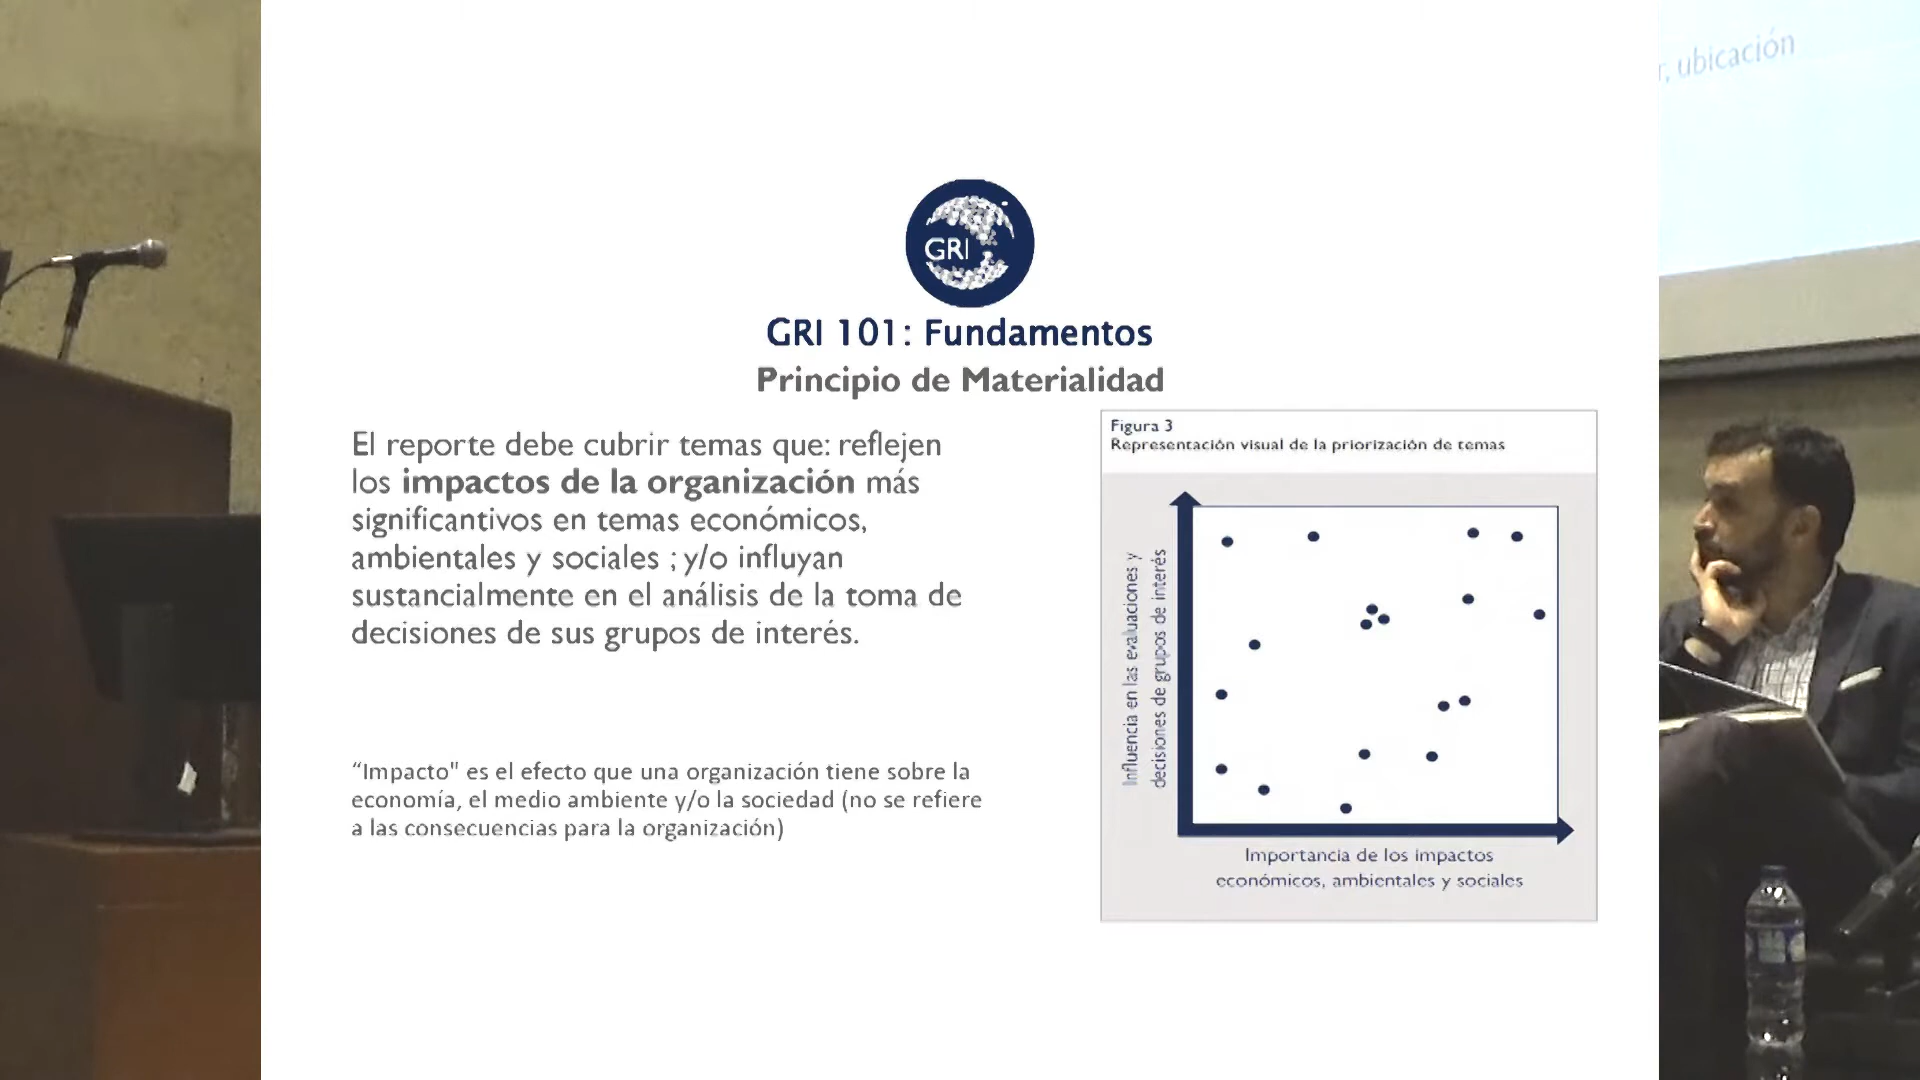 r, ubicación
GRI
GRI 101: Fundamentos
Principio de Materialidad
El reporte debe cubrir temas que: reflejen
los impactos de la organización más
significantivos en temas económicos,
ambientales y sociales ; y/o influyan
sustancialmente en el análisis de la toma de
decisiones de sus grupos de interés.
“Impacto" es el efecto que una organización tiene sobre la
economía, el medio ambiente y/o la sociedad (no se refiere
a las consecuencias para la organización)
Figura 3
Representación visual de la priorización de temas
Influencia en las evaluaciones y
decisiones de grupos de interés
Importancia de los impactos
económicos, ambientales y sociales